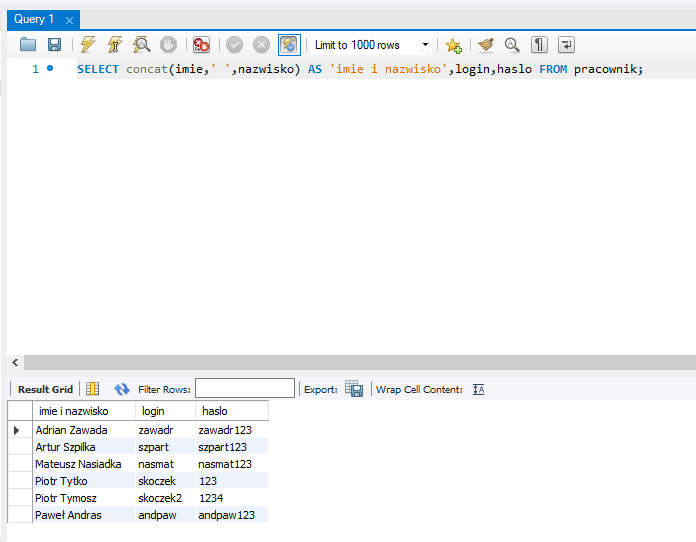 Query 1
Limit to 1000 rows
1 SELECT concat(imie,' ',nazwisko) AS 'imie i nazwisko',login,haslo FROM pracownik;
Result Grid Filter Rows: Export: Wrap Cell Content:
imie i nazwisko login haslo
Adrian Zawada zawadr zawadr123
Artur Szpilka szpart szpart123
Mateusz Nasiadka nasmat nasmat123
Piotr Tytko skoczek 123
Piotr Tymosz skoczek2 1234
Paweł Andras andpaw andpaw123